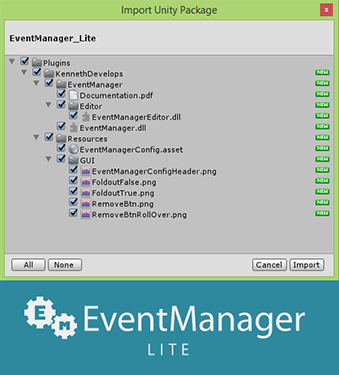 Import Unity Package
x
EventManager_Lite
Plugins
NEW
KennethDevelops
NEW
EventManager
NEW
Documentation.pdf
NEW
Editor
NEW
EventManagerEditor.dll
NEW
EventManager.dll
NEW
Resources
NEW
EventManagerConfig.asset
NEW
GUI
NEW
EventManagerConfigHeader.png
NEW
FoldoutFalse.png
NEW
FoldoutTrue.png
NEW
RemoveBtn.png
NEW
RemoveBtnRollOver.png
NEW
All None Cancel Import
E M EventManager
LITE